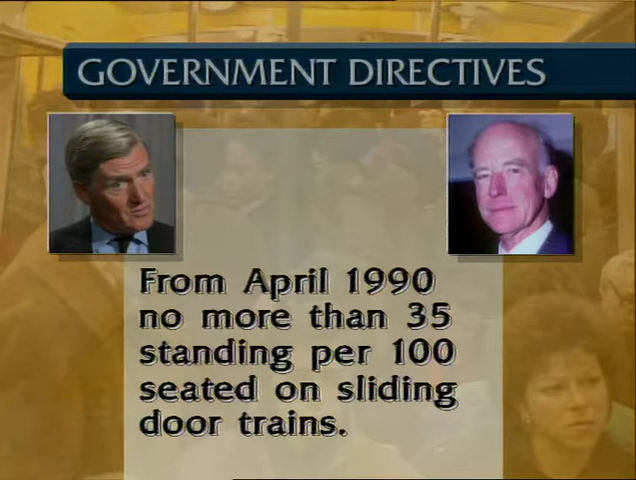 GOVERNMENT DIRECTIVES
From April 1990
no more than 35
standing per 100
seated on sliding
door trains.